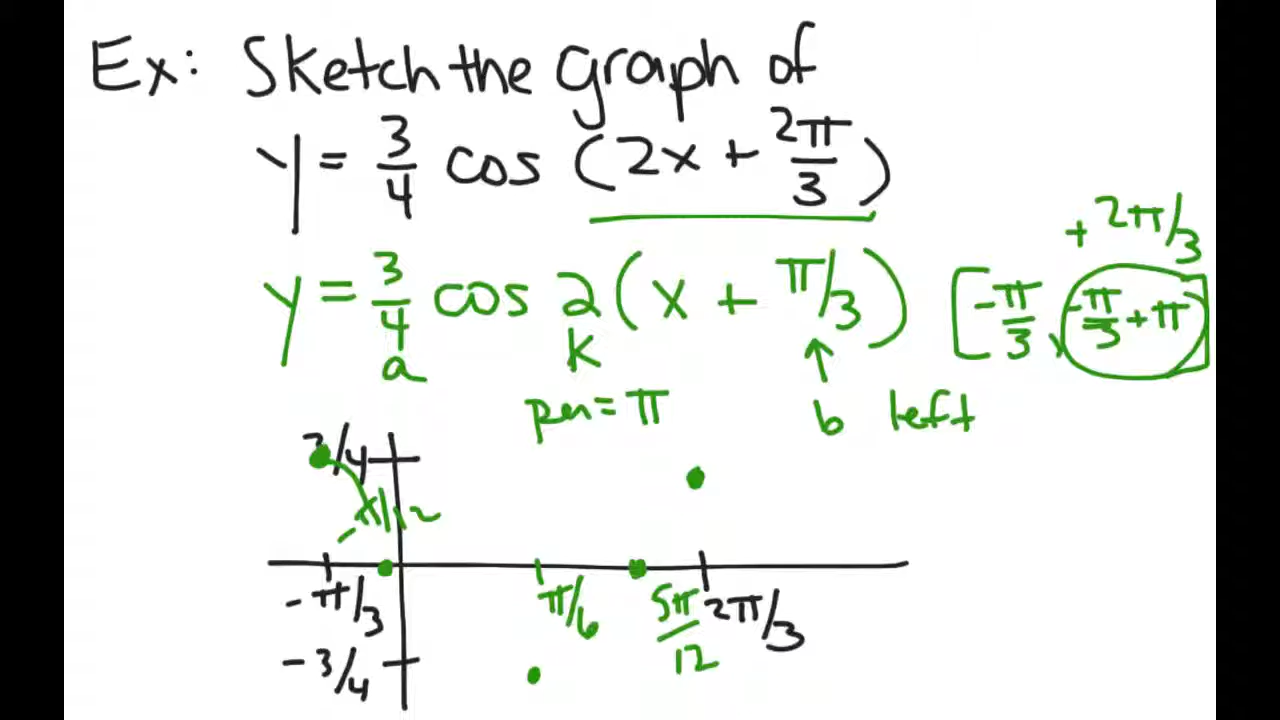 Ex: Sketch the graph of
y = 3/4 cos (2x + 2π/3)
+ 2π/3
y = 3/4 cos 2 (x + π/3) [-π/3, -π/3 + π]
a k
per = π b left
3/4
-π/12
-π/3 π/6 5π/12 2π/3
-3/4